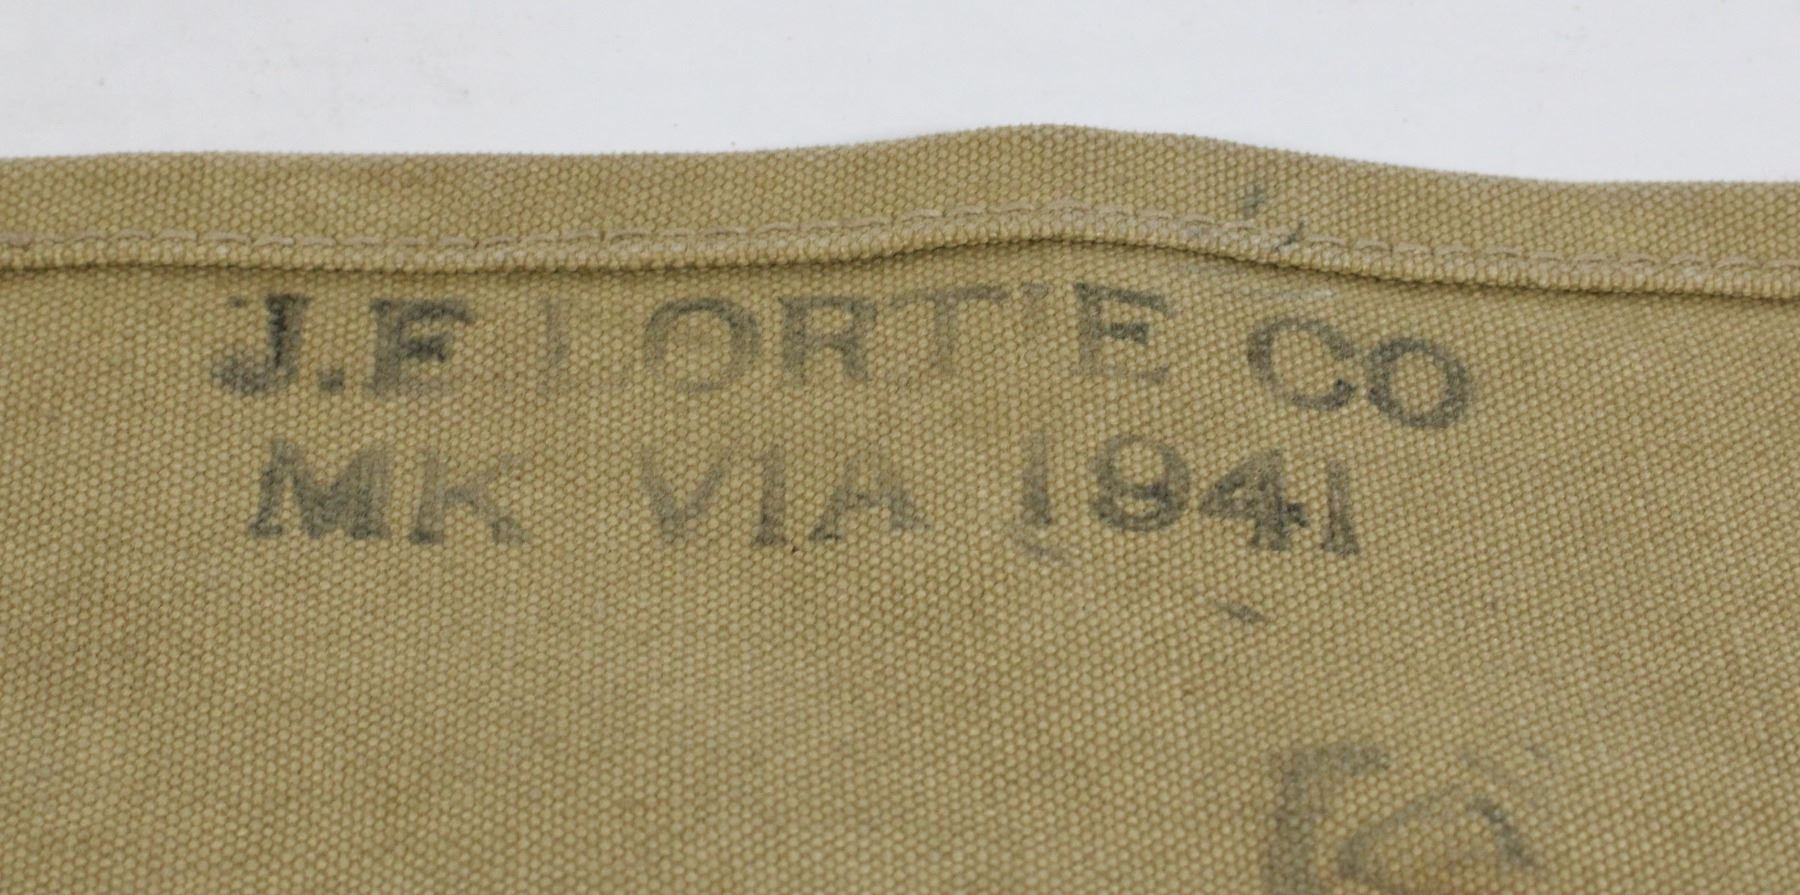 J.E LORTIE CO
MK VIA 1941